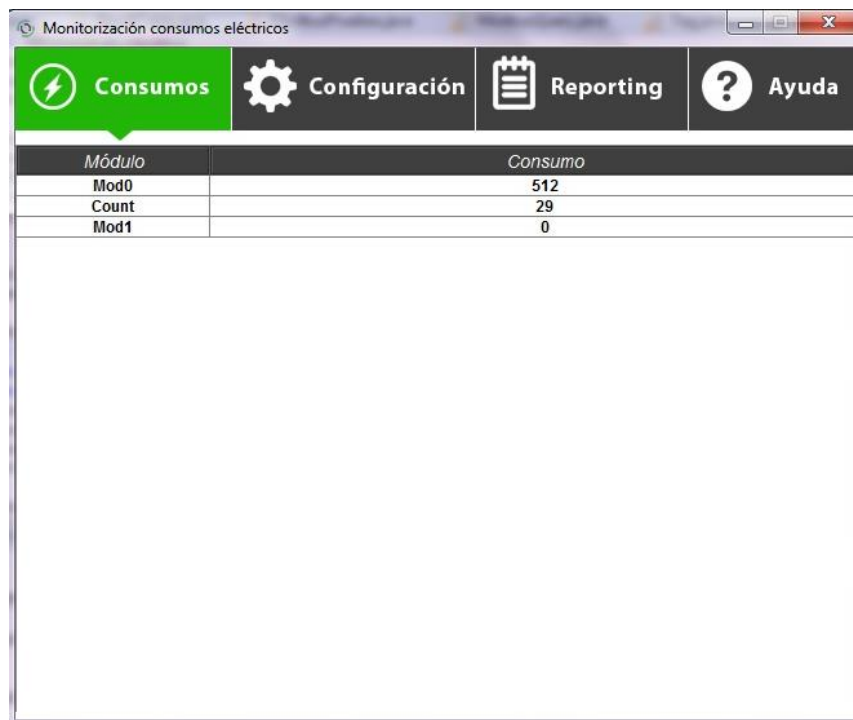 Monitorización consumos eléctricos
Consumos Configuración Reporting Ayuda
Módulo Consumo
Mod0 512
Count 29
Mod1 0